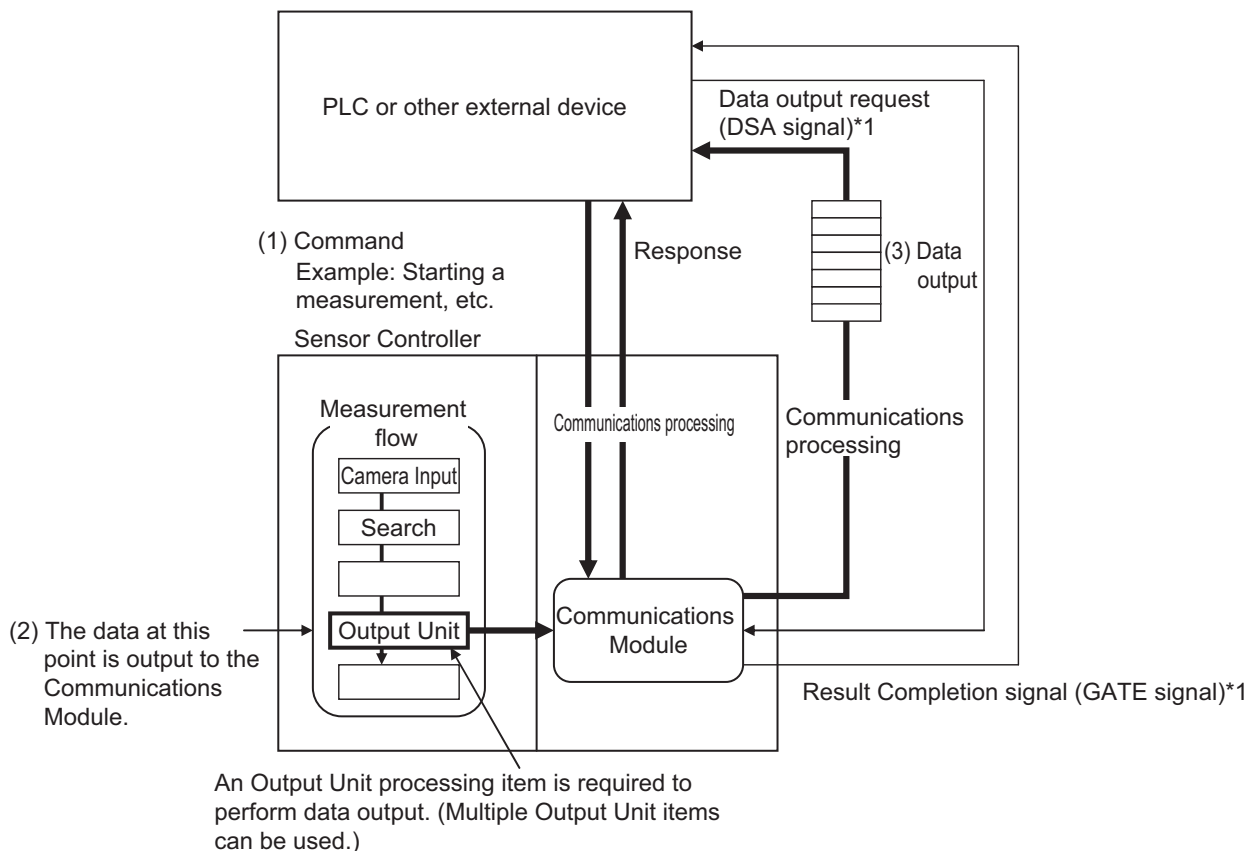 PLC or other external device
Data output request
(DSA signal)*1
(1) Command
Example: Starting a
measurement, etc.
Response
(3) Data
output
Sensor Controller
Measurement
flow
Camera Input
Search
Output Unit
Communications processing
Communications
processing
Communications
Module
(2) The data at this
point is output to the
Communications
Module.
Result Completion signal (GATE signal)*1
An Output Unit processing item is required to
perform data output. (Multiple Output Unit items
can be used.)